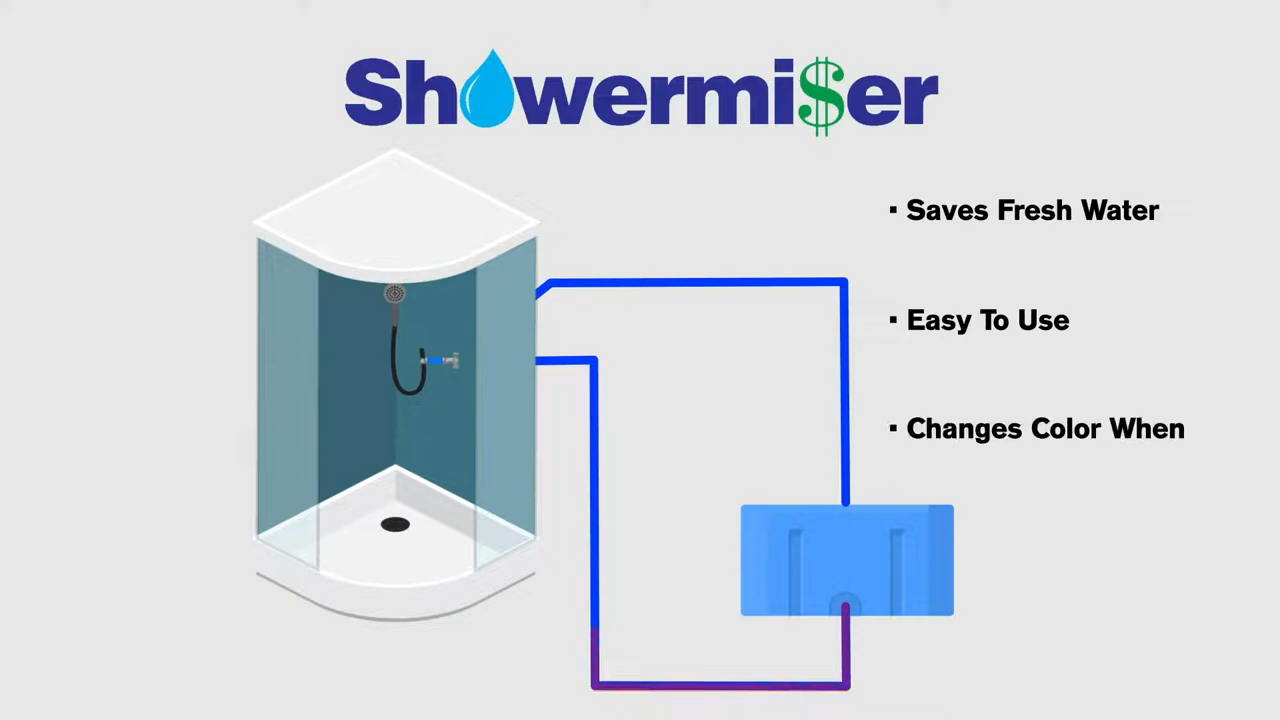 Showermi$er
▪ Saves Fresh Water
▪ Easy To Use
▪ Changes Color When